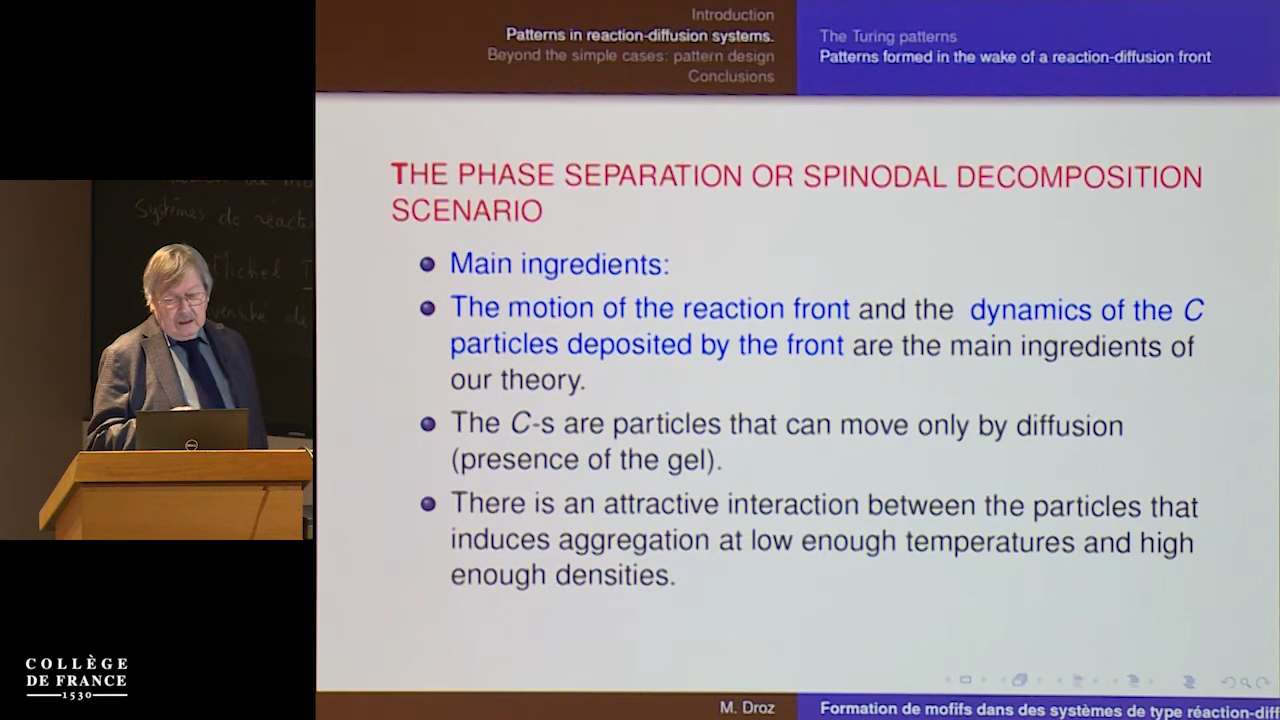 Introduction
Patterns in reaction-diffusion systems.
Beyond the simple cases: pattern design
Conclusions
The Turing patterns
Patterns formed in the wake of a reaction-diffusion front
THE PHASE SEPARATION OR SPINODAL DECOMPOSITION
SCENARIO
Main ingredients:
The motion of the reaction front and the dynamics of the C
particles deposited by the front are the main ingredients of
our theory.
The C-s are particles that can move only by diffusion
(presence of the gel).
There is an attractive interaction between the particles that
induces aggregation at low enough temperatures and high
enough densities.
Systèmes de réact
Michel
versité de
DELL
COLLÈGE
DE FRANCE
1530
M. Droz
Formation de mofifs dans des systèmes de type réaction-diff